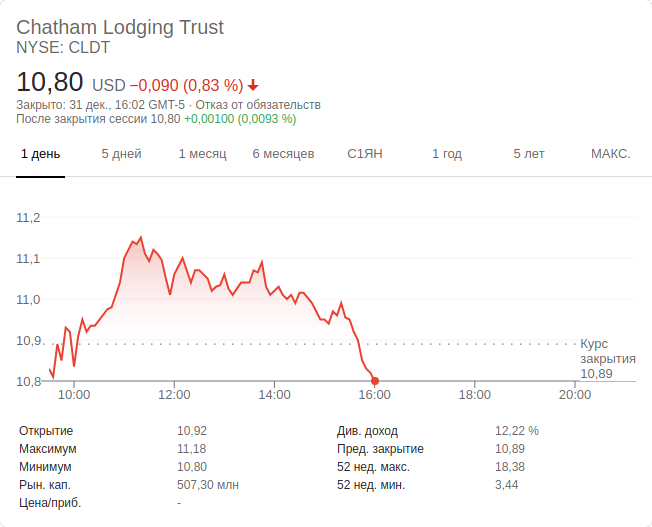 Chatham Lodging Trust
NYSE: CLDT
10,80 USD −0,090 (0,83 %)
Закрыто: 31 дек., 16:02 GMT-5 · Отказ от обязательств
После закрытия сессии 10,80 +0,00100 (0,0093 %)
1 день 5 дней 1 месяц 6 месяцев С1ЯН 1 год 5 лет МАКС.
11,2
11,1
11,0
10,9
10,8
Курс
закрытия
10,89
10:00 12:00 14:00 16:00 18:00 20:00
Открытие 10,92 Див. доход 12,22 %
Максимум 11,18 Пред. закрытие 10,89
Минимум 10,80 52 нед. макс. 18,38
Рын. кап. 507,30 млн 52 нед. мин. 3,44
Цена/приб. -